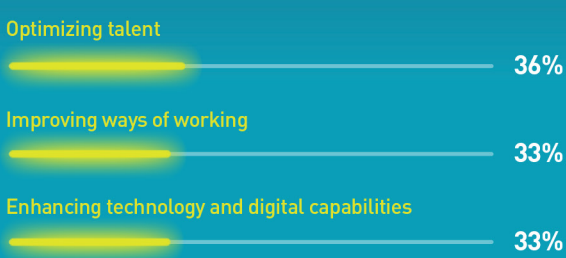 Optimizing talent
36%
Improving ways of working
33%
Enhancing technology and digital capabilities
33%